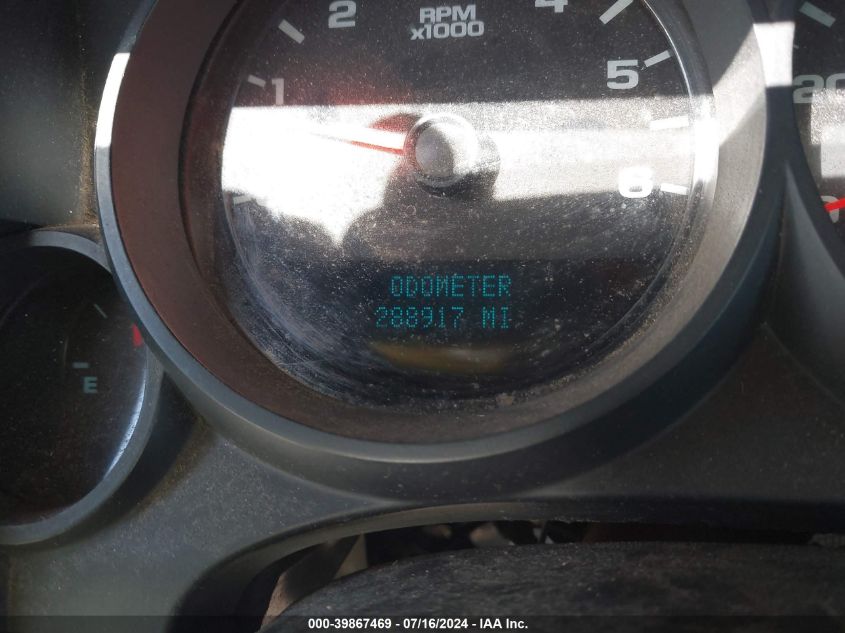 2
RPM
x1000
4
1
5
20
6
ODOMETER
288917 MI
E
000-39867469 - 07/16/2024 - IAA Inc.